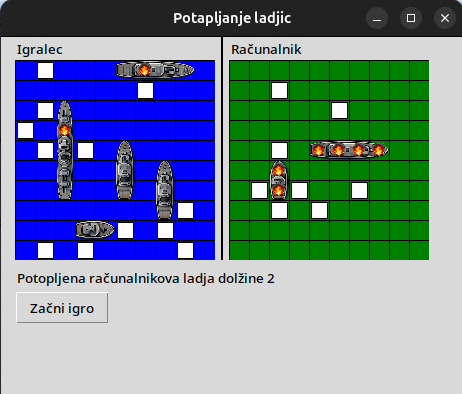 Potapljanje ladjic
Igralec
Računalnik
Potopljena računalnikova ladja dolžine 2
Začni igro